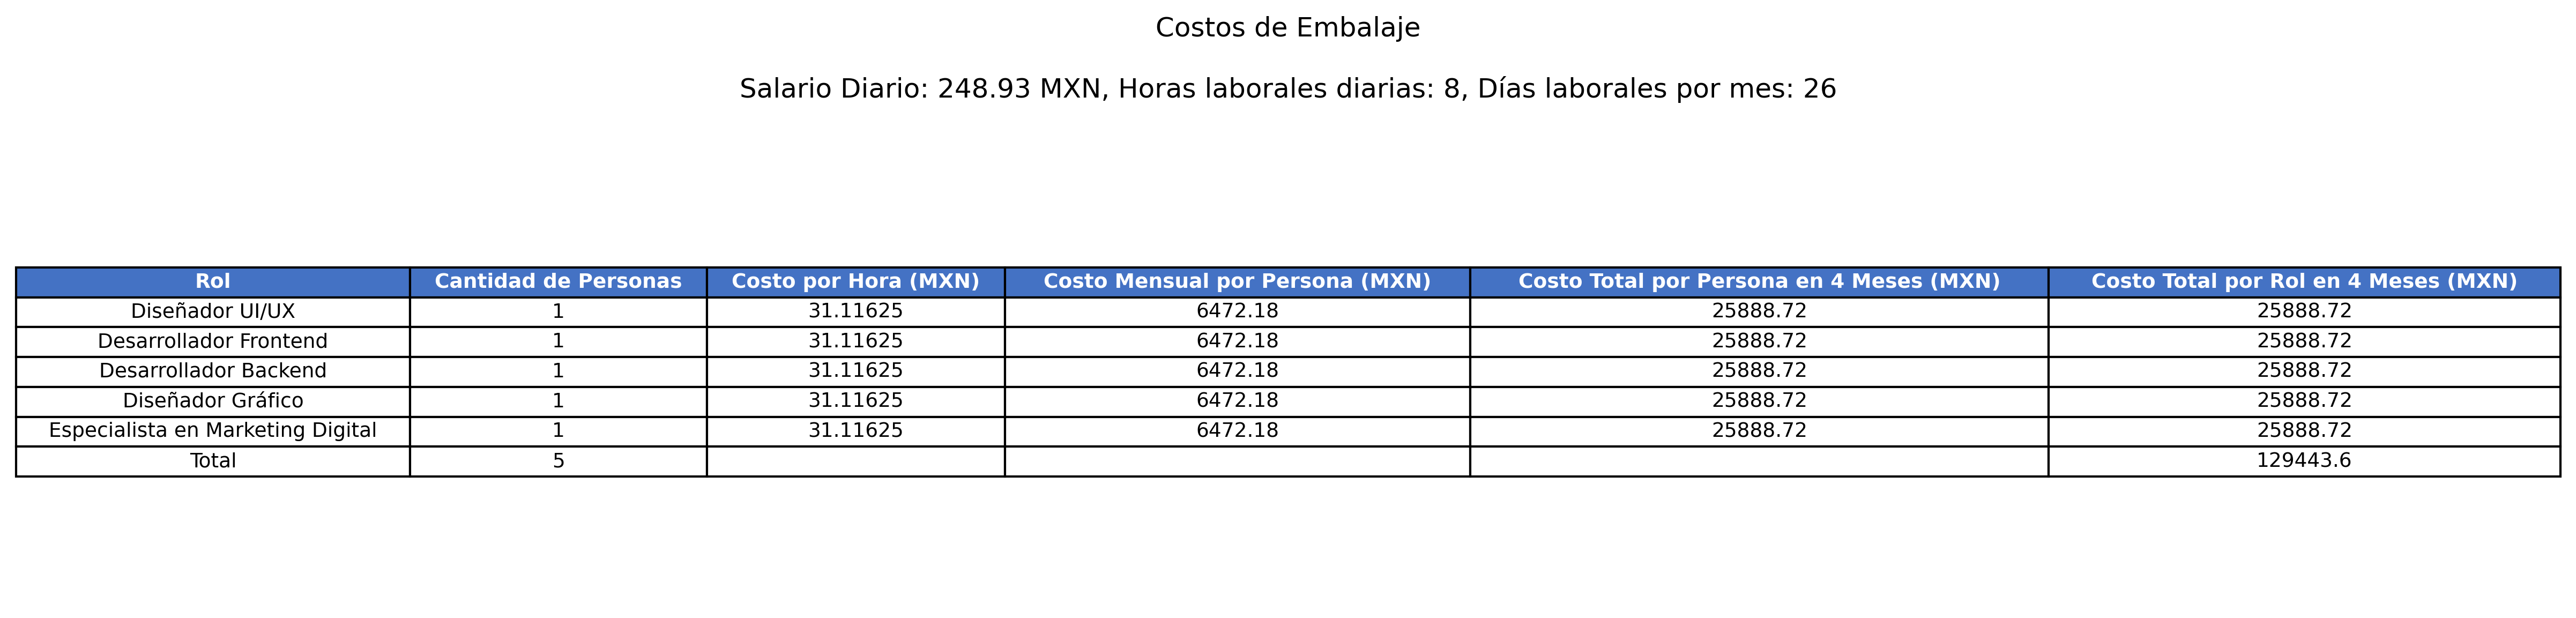 Costos de Embalaje
Salario Diario: 248.93 MXN, Horas laborales diarias: 8, Días laborales por mes: 26
Rol Cantidad de Personas Costo por Hora (MXN) Costo Mensual por Persona (MXN) Costo Total por Persona en 4 Meses (MXN) Costo Total por Rol en 4 Meses (MXN)
Diseñador UI/UX 1 31.11625 6472.18 25888.72 25888.72
Desarrollador Frontend 1 31.11625 6472.18 25888.72 25888.72
Desarrollador Backend 1 31.11625 6472.18 25888.72 25888.72
Diseñador Gráfico 1 31.11625 6472.18 25888.72 25888.72
Especialista en Marketing Digital 1 31.11625 6472.18 25888.72 25888.72
Total 5 129443.6